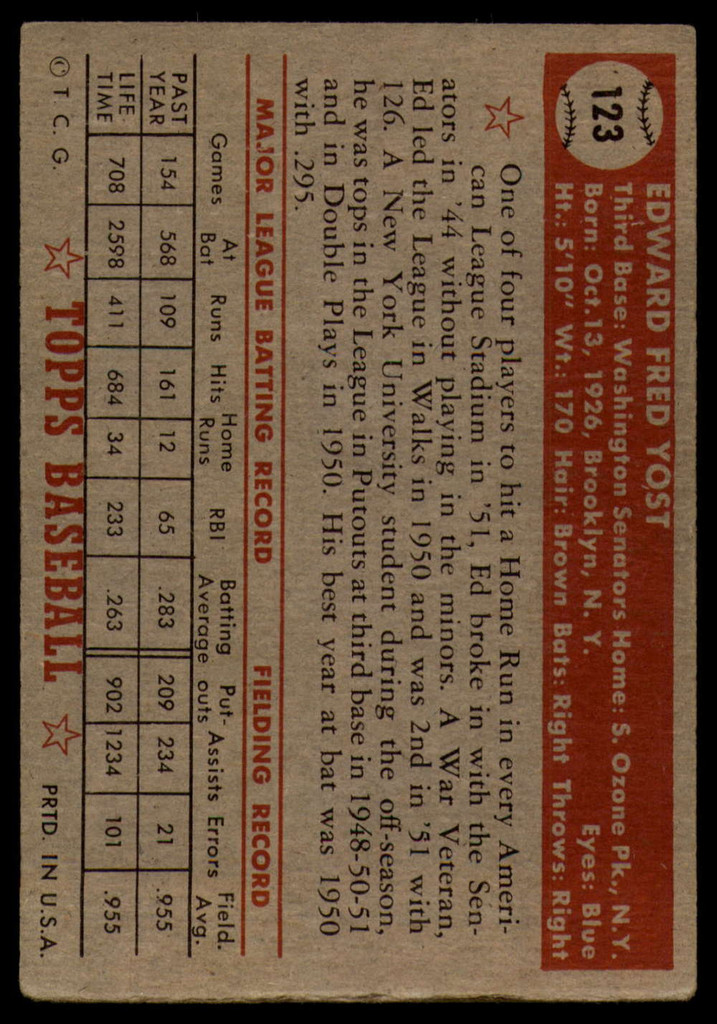 123
EDWARD FRED YOST
Third Base: Washington Senators Home: S. Ozone Pk., N.Y.
Born: Oct. 13, 1926, Brooklyn, N. Y. Eyes: Blue
Ht.: 5'10" Wt.: 170 Hair: Brown Bats: Right Throws: Right
One of four players to hit a Home Run in every Ameri-
can League Stadium in '51, Ed broke in with the Sen-
ators in '44 without playing in the minors. A War Veteran,
Ed led the League in Walks in 1950 and was 2nd in '51 with
126. A New York University student during the off-season,
he was tops in the League in Putouts at third base in 1948-50-51
and in Double Plays in 1950. His best year at bat was 1950
with .295.
MAJOR LEAGUE BATTING RECORD FIELDING RECORD
Games At Bat Runs Hits Home Runs RBI Batting Average Put-outs Assists Errors Field. Avg.
PAST YEAR 154 568 109 161 12 65 .283 209 234 21 .955
LIFE TIME 708 2598 411 684 34 233 .263 902 1234 101 .955
© T. C. G. TOPPS BASEBALL PRTD. IN U.S.A.